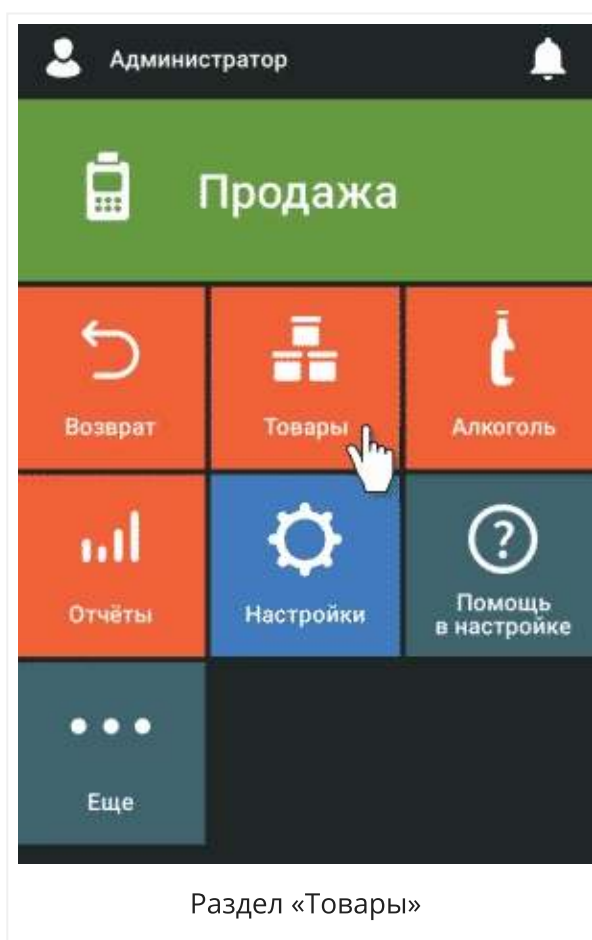 Администратор
Продажа
Возврат
Товары
Алкоголь
Отчёты
Настройки
Помощь
в настройке
Еще
Раздел «Товары»